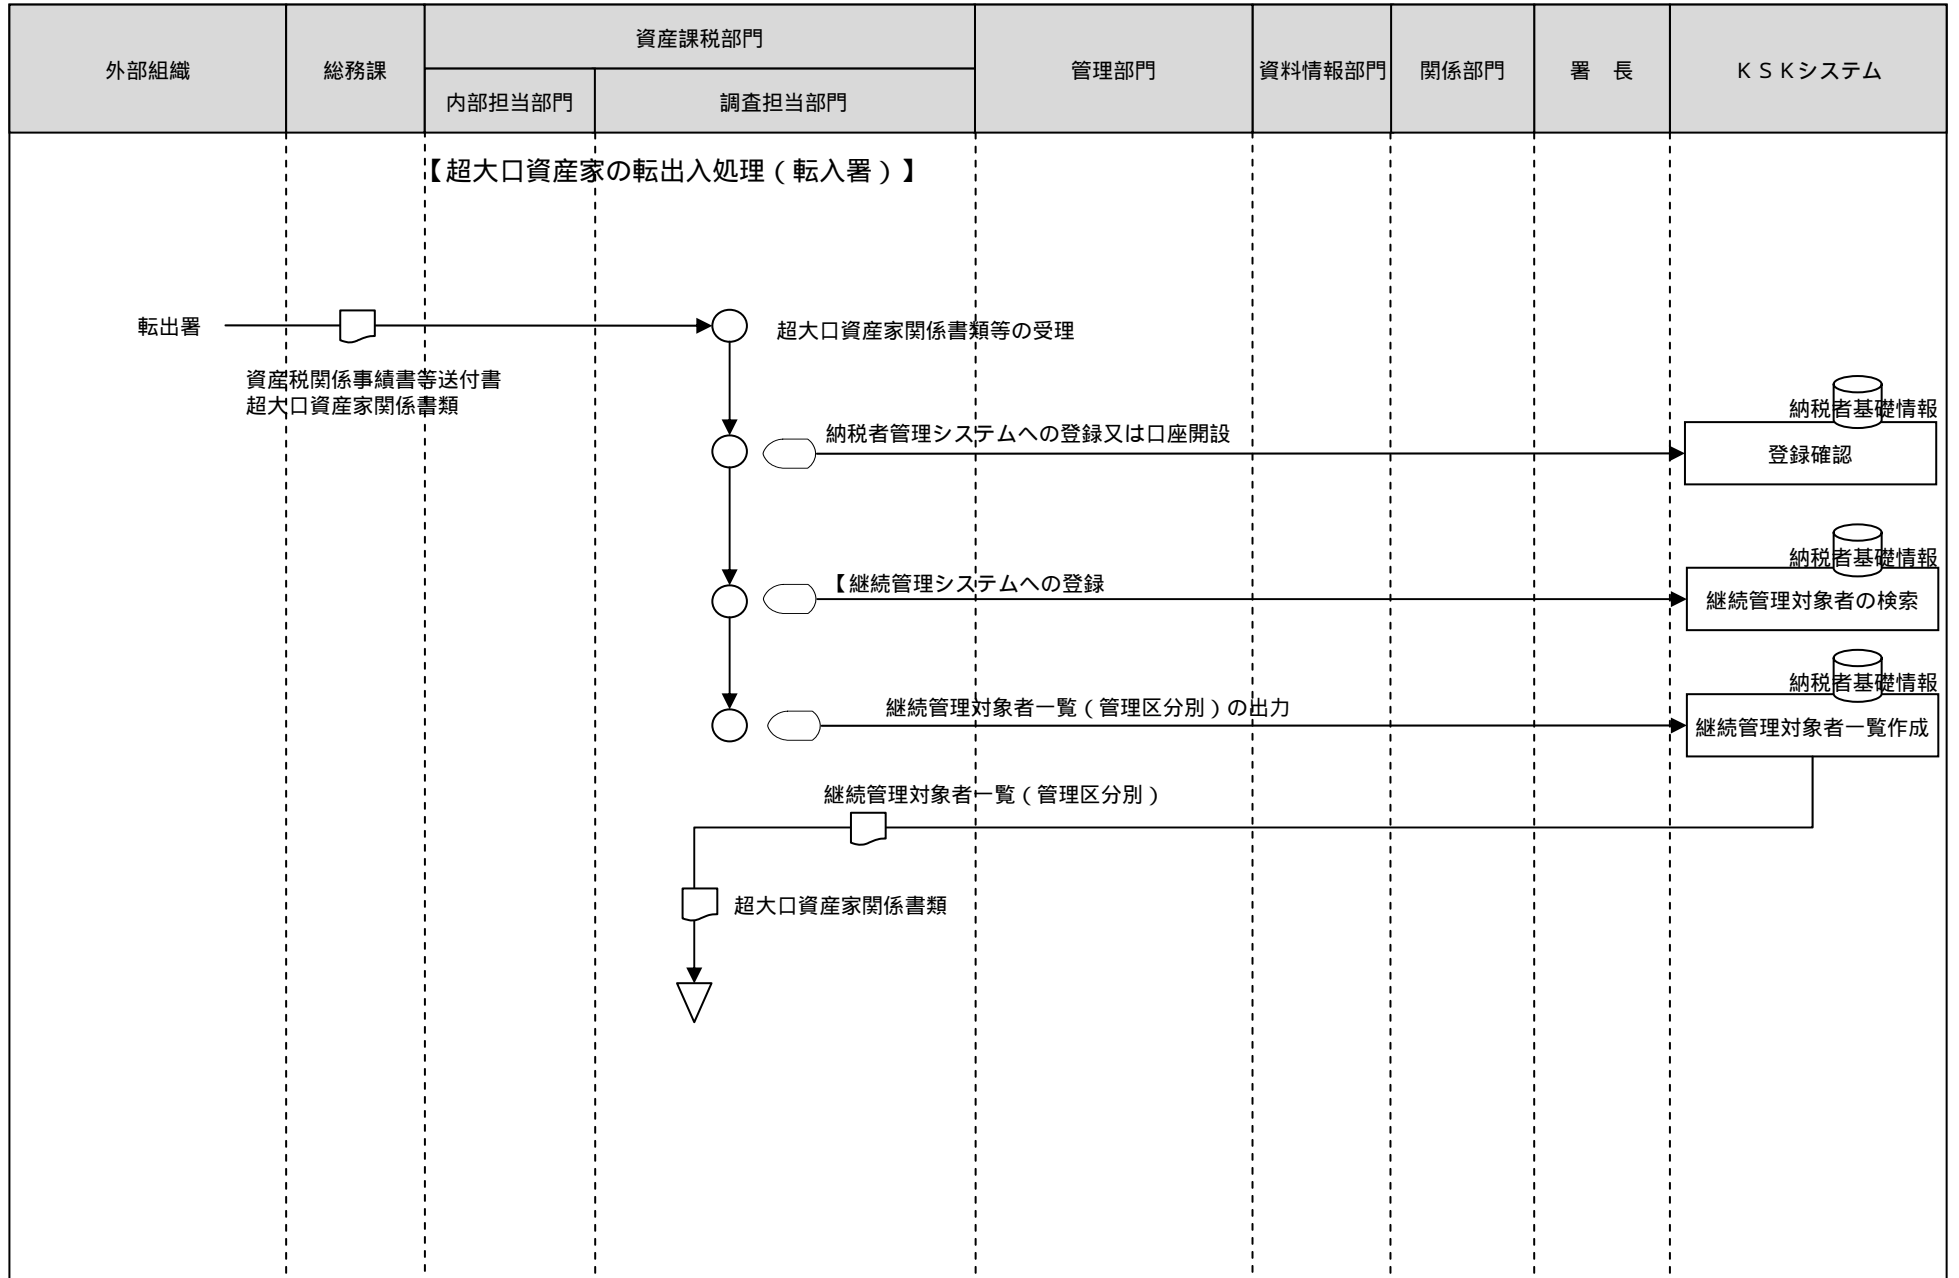 外部組織
総務課
資産課税部門
内部担当部門
調査担当部門
管理部門
資料情報部門
関係部門
署　長
ＫＳＫシステム
【超大口資産家の転出入処理（転入署）】
転出署
超大口資産家関係書類等の受理
資産税関係事績書等送付書
超大口資産家関係書類
納税者基礎情報
納税者管理システムへの登録又は口座開設
登録確認
納税者基礎情報
【継続管理システムへの登録
継続管理対象者の検索
納税者基礎情報
継続管理対象者一覧（管理区分別）の出力
継続管理対象者一覧作成
継続管理対象者一覧（管理区分別）
超大口資産家関係書類